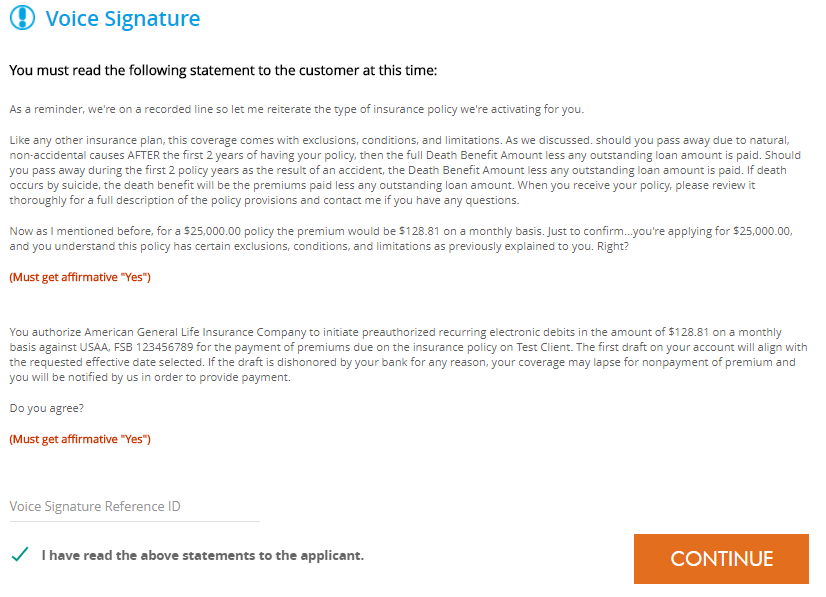 Voice Signature
You must read the following statement to the customer at this time:
As a reminder, we're on a recorded line so let me reiterate the type of insurance policy we're activating for you.
Like any other insurance plan, this coverage comes with exclusions, conditions, and limitations. As we discussed. should you pass away due to natural,
non-accidental causes AFTER the first 2 years of having your policy, then the full Death Benefit Amount less any outstanding loan amount is paid. Should
you pass away during the first 2 policy years as the result of an accident, the Death Benefit Amount less any outstanding loan amount is paid. If death
occurs by suicide, the death benefit will be the premiums paid less any outstanding loan amount. When you receive your policy, please review it
thoroughly for a full description of the policy provisions and contact me if you have any questions.
Now as I mentioned before, for a $25,000.00 policy the premium would be $128.81 on a monthly basis. Just to confirm...you're applying for $25,000.00,
and you understand this policy has certain exclusions, conditions, and limitations as previously explained to you. Right?
(Must get affirmative "Yes")
You authorize American General Life Insurance Company to initiate preauthorized recurring electronic debits in the amount of $128.81 on a monthly
basis against USAA, FSB 123456789 for the payment of premiums due on the insurance policy on Test Client. The first draft on your account will align with
the requested effective date selected. If the draft is dishonored by your bank for any reason, your coverage may lapse for nonpayment of premium and
you will be notified by us in order to provide payment.
Do you agree?
(Must get affirmative "Yes")
Voice Signature Reference ID
I have read the above statements to the applicant.
CONTINUE